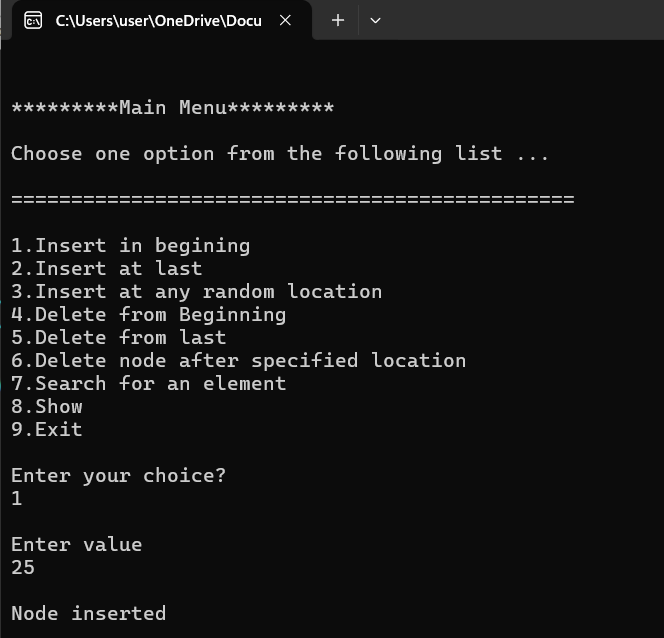 C:\Users\user\OneDrive\Docu
*********Main Menu*********
Choose one option from the following list ...
===============================================
1.Insert in begining
2.Insert at last
3.Insert at any random location
4.Delete from Beginning
5.Delete from last
6.Delete node after specified location
7.Search for an element
8.Show
9.Exit
Enter your choice?
1
Enter value
25
Node inserted